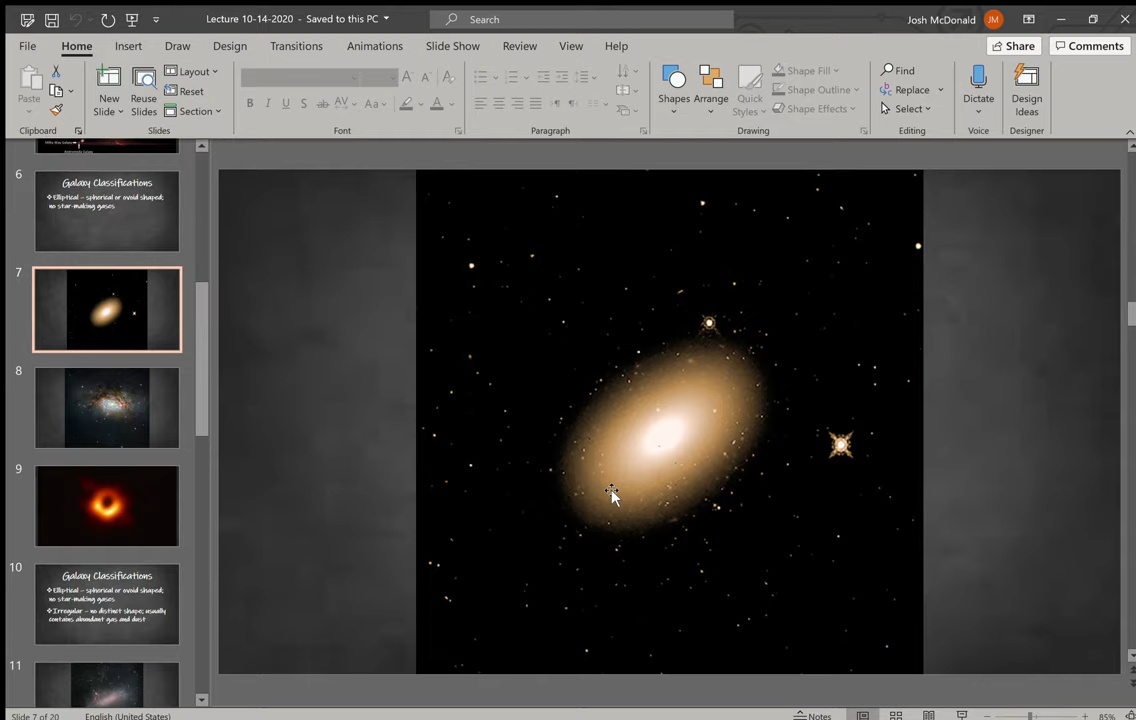 Lecture 10-14-2020 - Saved to this PC
Search
Josh McDonald
JM
File
Home
Insert
Draw
Design
Transitions
Animations
Slide Show
Review
View
Help
Share
Comments
Paste
New
Slide
Reuse
Slides
Layout
Reset
Section
B
I
U
S
ab
AV
Aa
A
Shapes
Arrange
Quick
Styles
Shape Fill
Shape Outline
Shape Effects
Find
Replace
Select
Dictate
Design
Ideas
Clipboard
Slides
Font
Paragraph
Drawing
Editing
Voice
Designer
6
Galaxy Classifications
Elliptical – spherical or ovoid shaped;
no star-making gases
7
8
9
10
Galaxy Classifications
Elliptical – spherical or ovoid shaped;
no star-making gases
Irregular – no distinct shape; usually
contains abundant gas and dust
11
Slide 7 of 20
English (United States)
Notes
85%